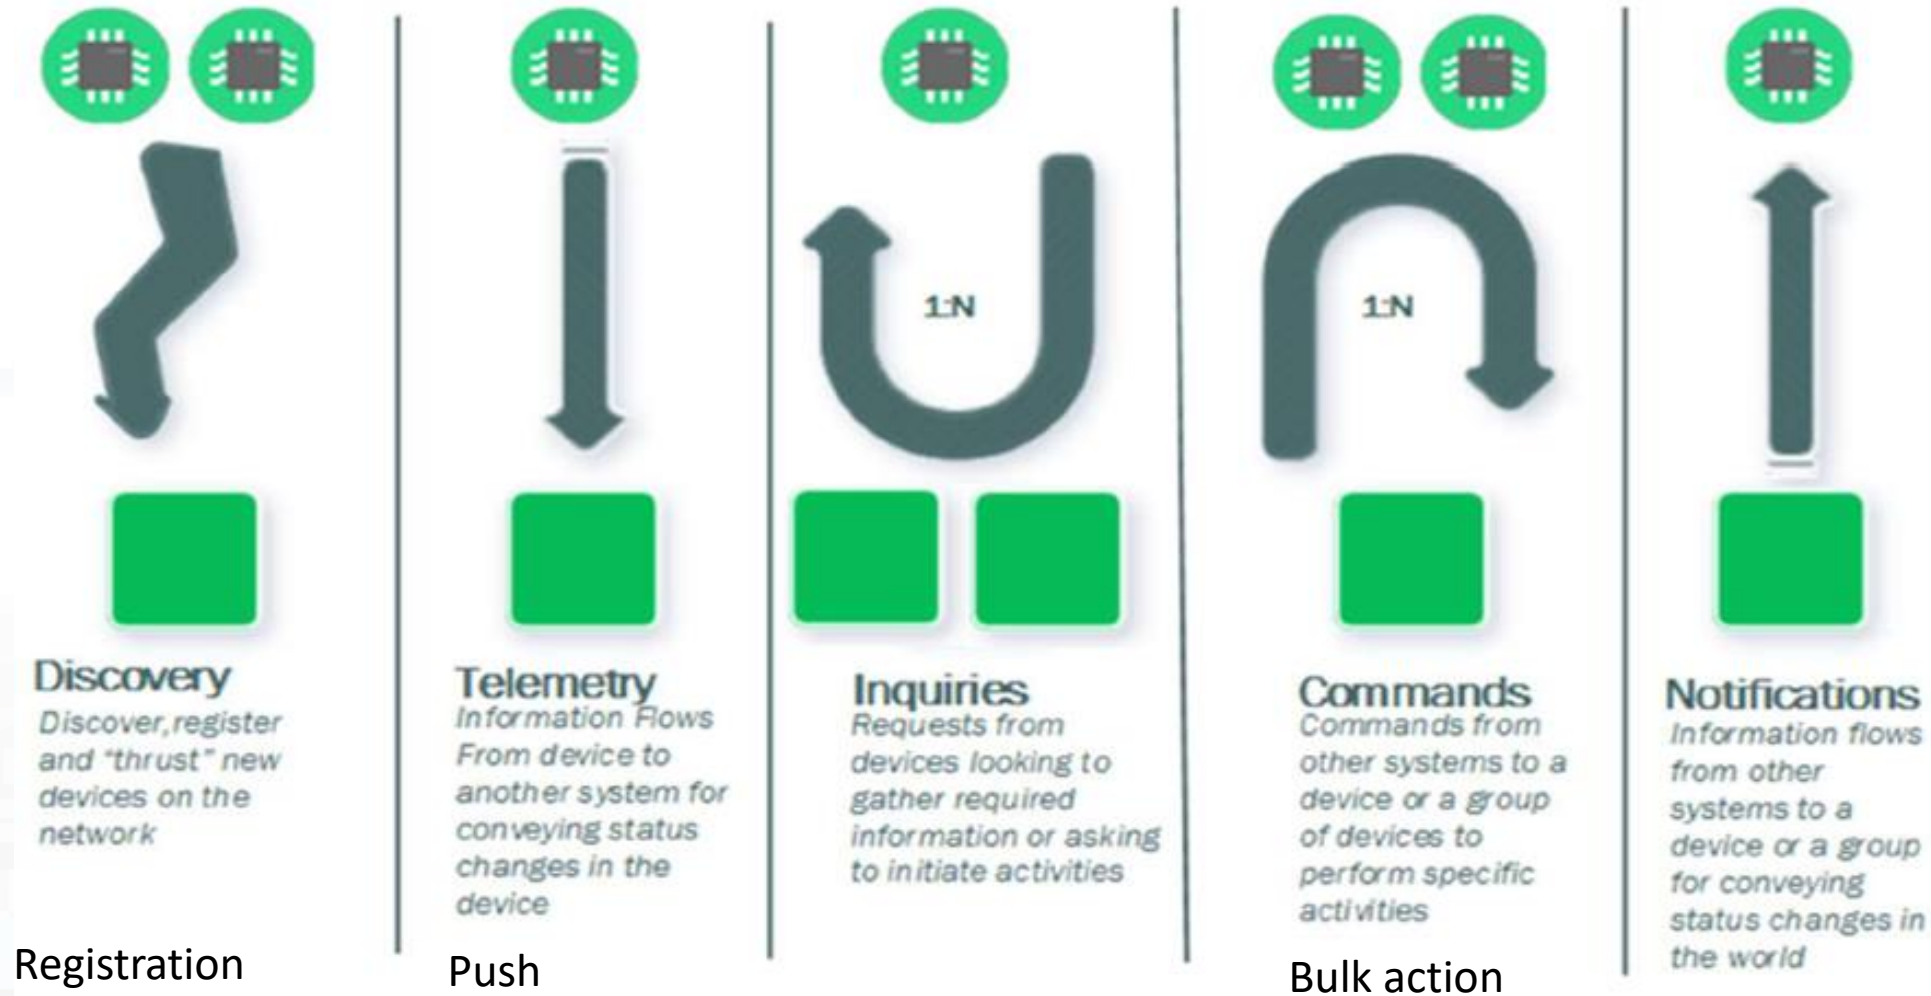 Discovery
Discover, register
and “thrust” new
devices on the
network
Registration
Telemetry
Information Flows
From device to
another system for
conveying status
changes in the
device
Push
1:N
Inquiries
Requests from
devices looking to
gather required
information or asking
to initiate activities
1:N
Commands
Commands from
other systems to a
device or a group
of devices to
perform specific
activities
Bulk action
Notifications
Information flows
from other
systems to a
device or a group
for conveying
status changes in
the world